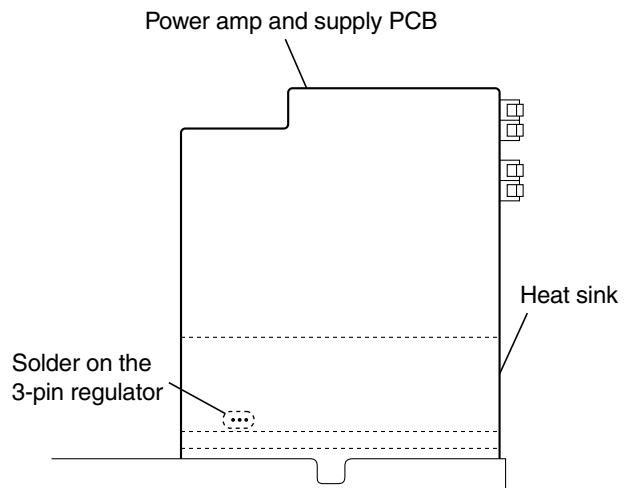 Power amp and supply PCB
Heat sink
Solder on the
3-pin regulator